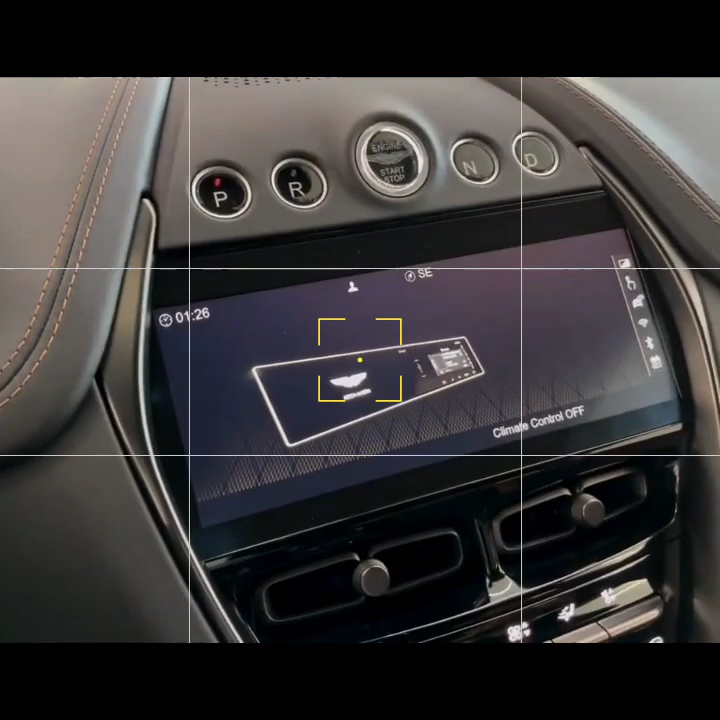 ENGINE
START
STOP
P
R
N
D
SE
01:26
Climate Control OFF